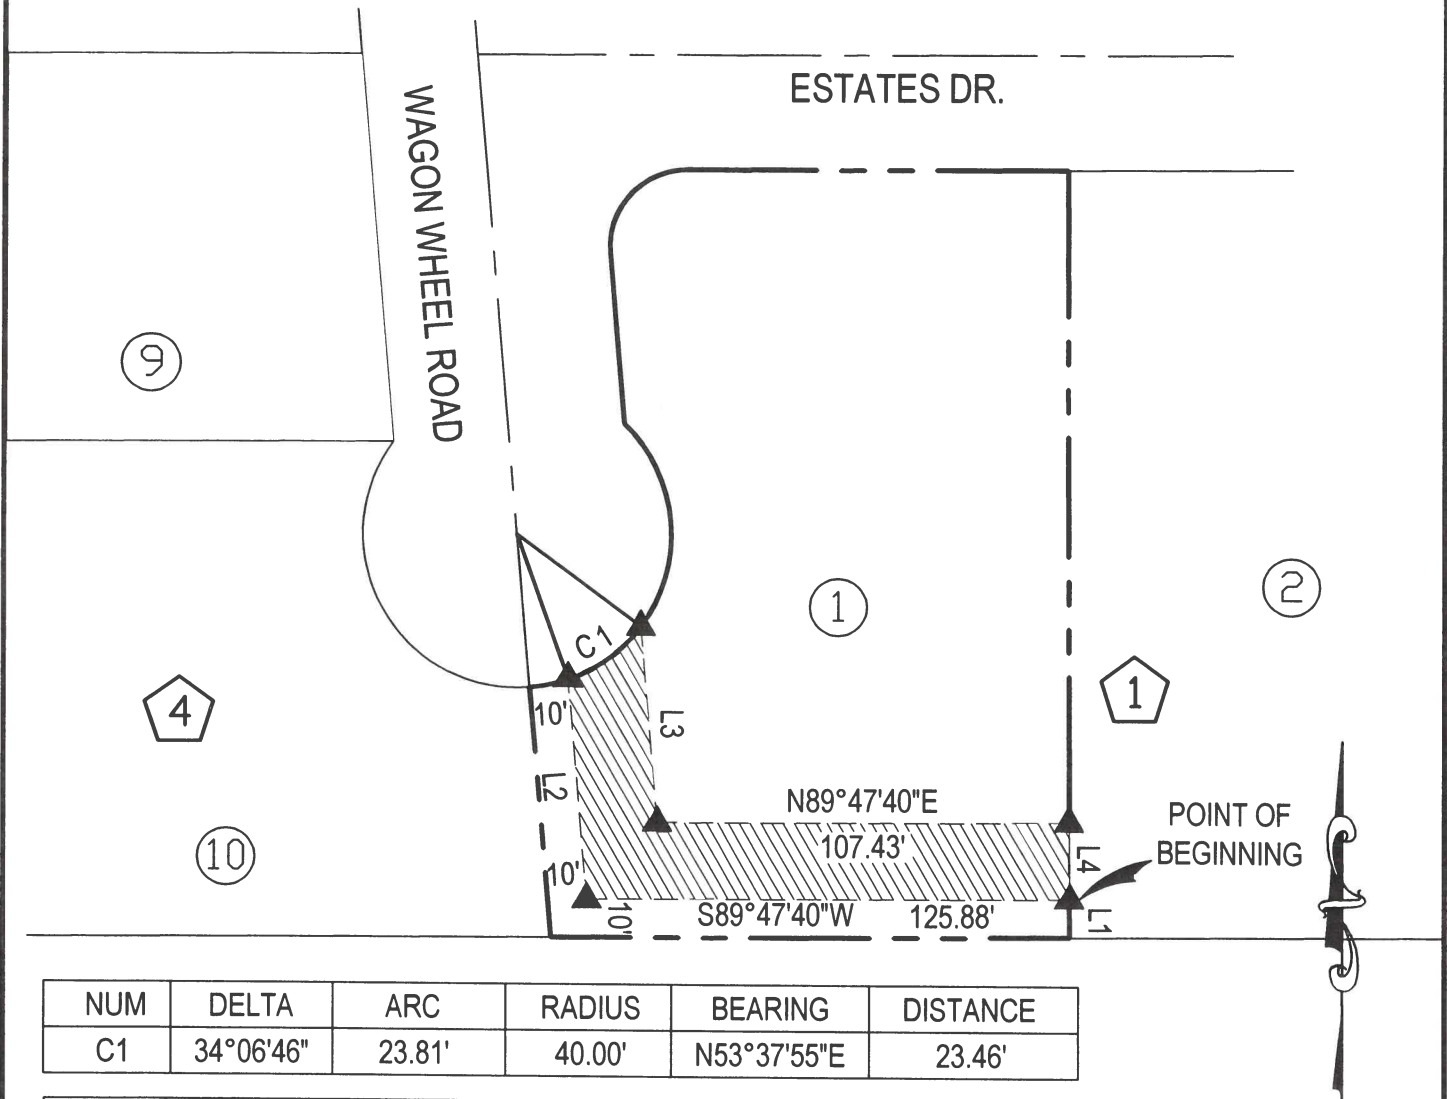 ESTATES DR.
WAGON WHEEL ROAD
9
1
2
C1
4
1
10'
L3
L2
N89°47'40"E
POINT OF
BEGINNING
107.43'
L4
10
10'
10'
S89°47'40"W 125.88'
L1
NUM DELTA ARC RADIUS BEARING DISTANCE
C1 34°06'46" 23.81' 40.00' N53°37'55"E 23.46'